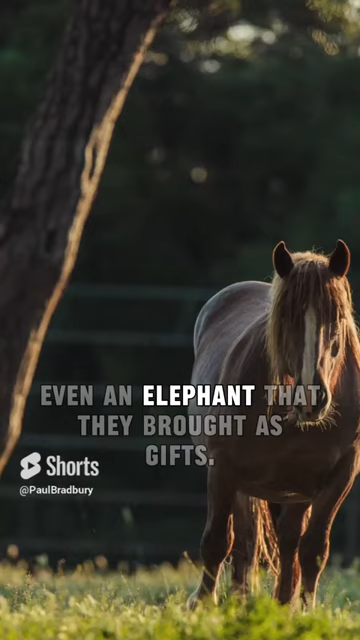 EVEN AN ELEPHANT THAT
THEY BROUGHT AS
GIFTS.
Shorts
@PaulBradbury